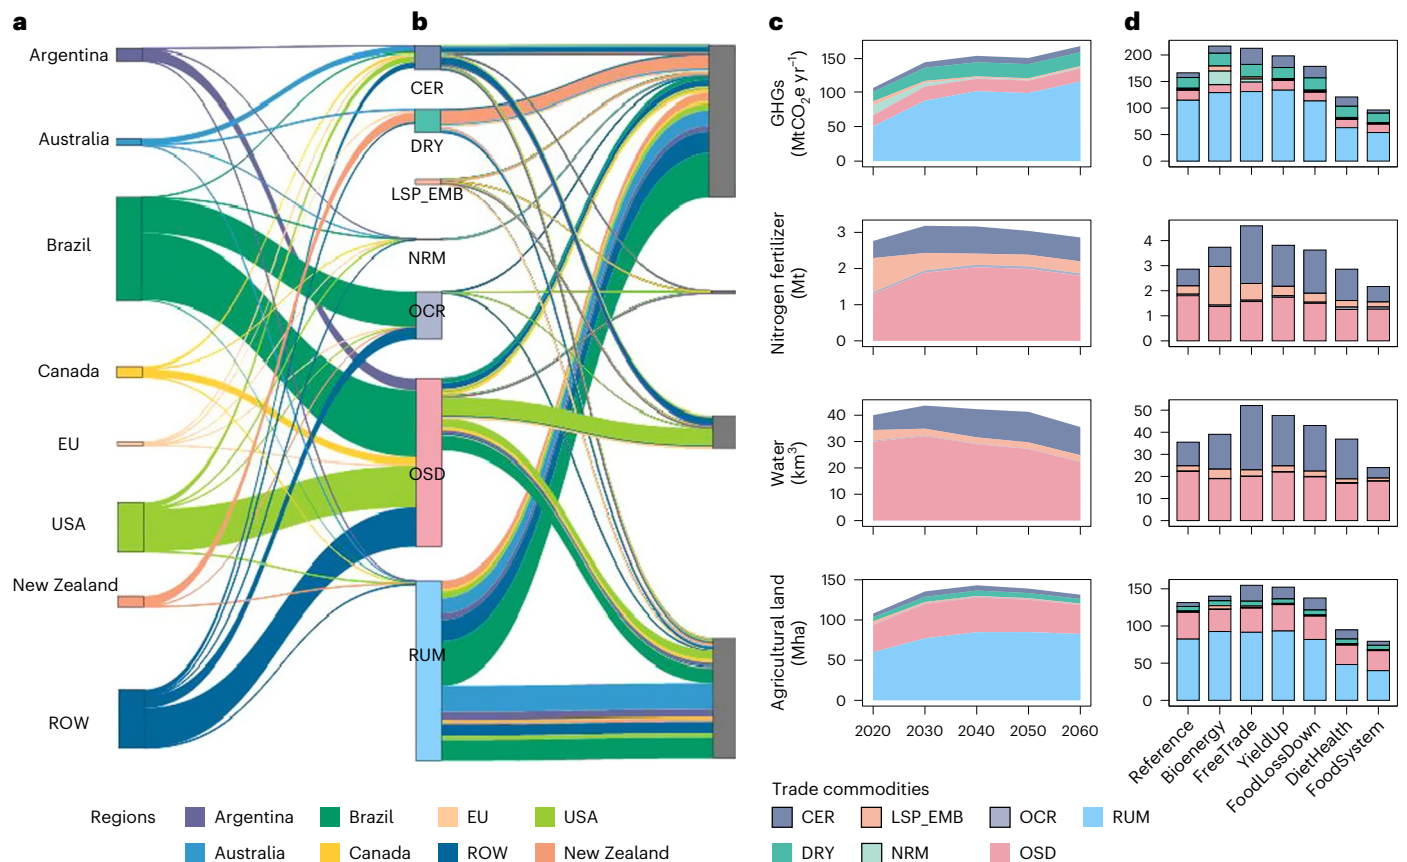 a
b
c
d
Argentina
Australia
Brazil
Canada
EU
USA
New Zealand
ROW
CER
DRY
LSP_EMB
NRM
OCR
OSD
RUM
GHGs
(MtCO2e yr−1)
150
100
50
0
200
150
100
50
0
Nitrogen fertilizer
(Mt)
3
2
1
0
4
3
2
1
0
Water
(km3)
40
30
20
10
0
50
40
30
20
10
0
Agricultural land
(Mha)
150
100
50
0
150
100
50
0
2020 2030 2040 2050 2060
Reference
Bioenergy
FreeTrade
YieldUp
FoodLossDown
DietHealth
FoodSystem
Regions
Argentina
Brazil
EU
USA
Australia
Canada
ROW
New Zealand
Trade commodities
CER
LSP_EMB
OCR
RUM
DRY
NRM
OSD